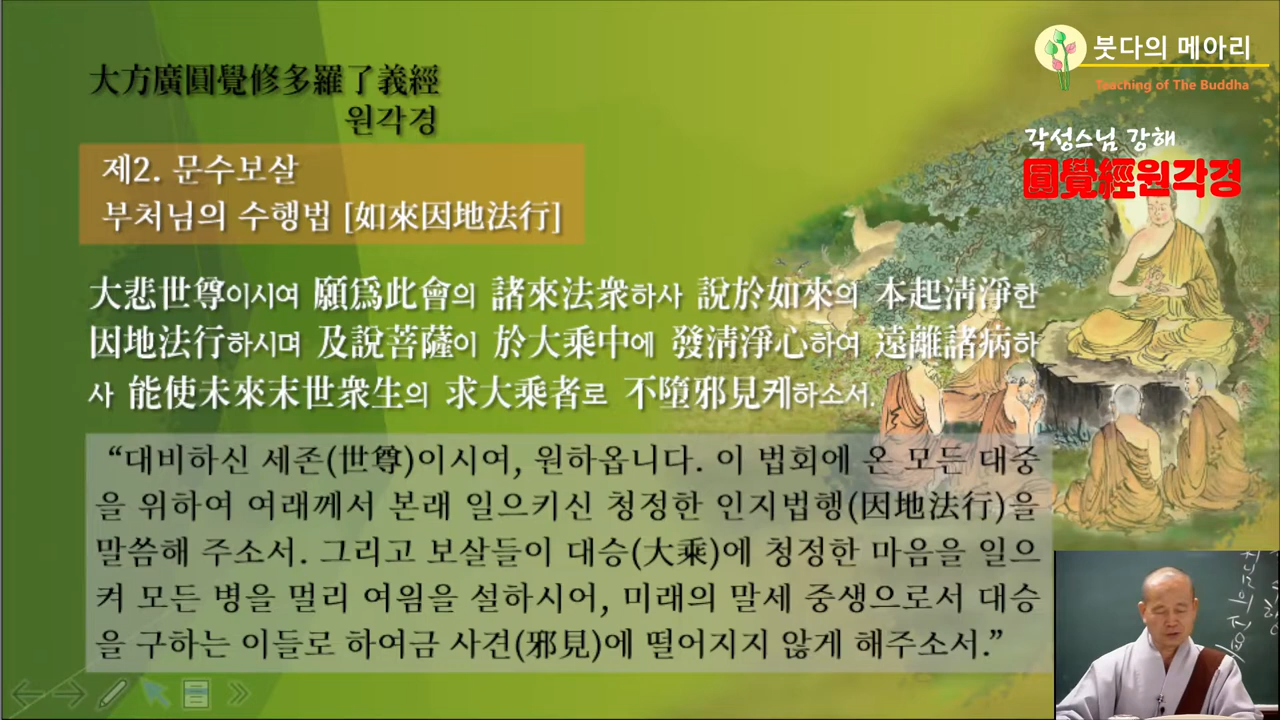 大方廣圓覺修多羅了義經
원각경
제2. 문수보살
부처님의 수행법 [如來因地法行]
大悲世尊이시여 願爲此會의 諸來法衆하사 說於如來의 本起淸淨한
因地法行하시며 及說菩薩이 於大乘中에 發淸淨心하여 遠離諸病하
사 能使未來末世衆生의 求大乘者로 不墮邪見케하소서.
“대비하신 세존(世尊)이시여, 원하옵니다. 이 법회에 온 모든 대중
을 위하여 여래께서 본래 일으키신 청정한 인지법행(因地法行)을
말씀해 주소서. 그리고 보살들이 대승(大乘)에 청정한 마음을 일으
켜 모든 병을 멀리 여읨을 설하시어, 미래의 말세 중생으로서 대승
을 구하는 이들로 하여금 사견(邪見)에 떨어지지 않게 해주소서.”
붓다의 메아리
Teaching of The Buddha
각성스님 강해
圓覺經원각경